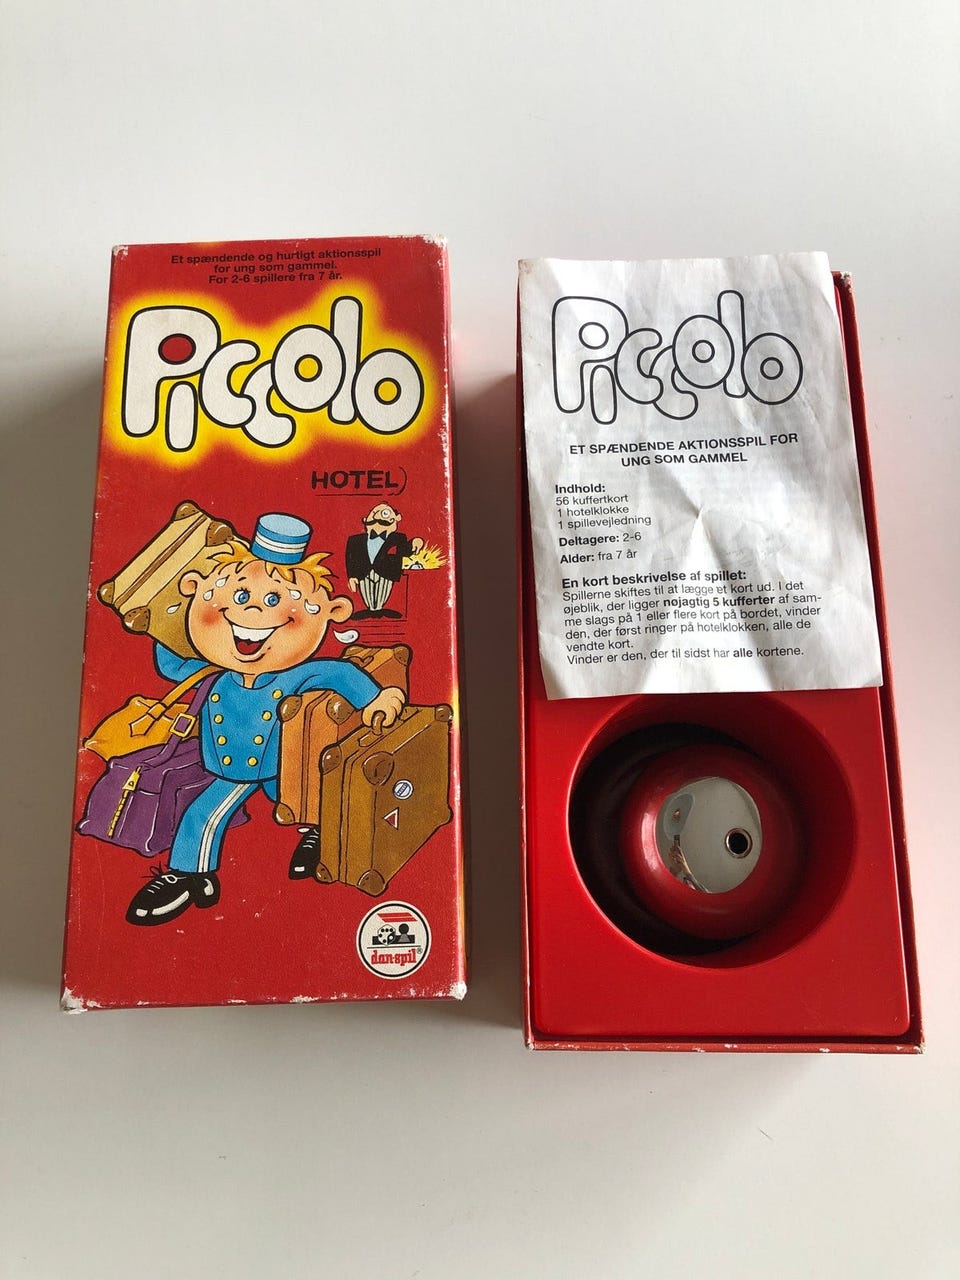 Et spændende og hurtigt aktionsspil
for ung som gammel.
For 2-6 spillere fra 7 år.
Piccolo
HOTEL
dan-spil®
Piccolo
ET SPÆNDENDE AKTIONSSPIL FOR
UNG SOM GAMMEL
Indhold:
56 kuffertkort
1 hotelklokke
1 spillevejledning
Deltagere: 2-6
Alder: fra 7 år
En kort beskrivelse af spillet:
Spillerne skiftes til at lægge et kort ud. I det
øjeblik, der ligger nøjagtig 5 kufferter af sam-
me slags på 1 eller flere kort på bordet, vinder
den, der først ringer på hotelklokken, alle de
vendte kort.
Vinder er den, der til sidst har alle kortene.